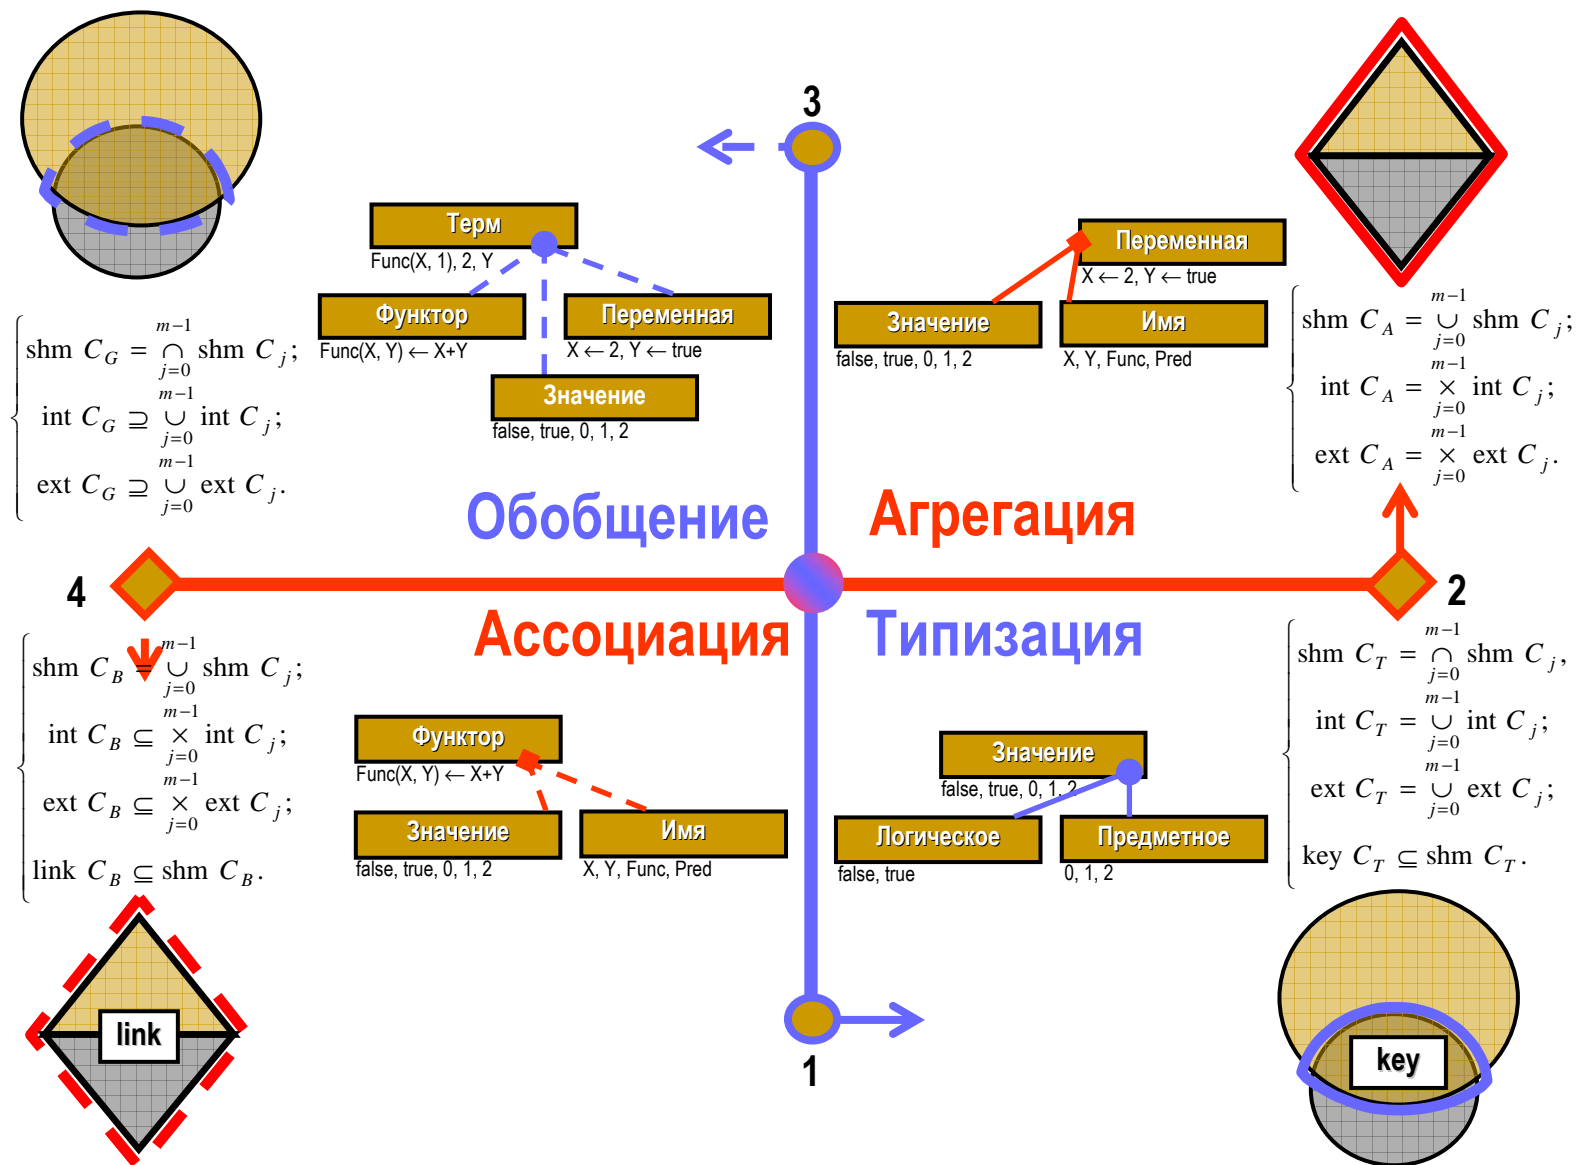 3
Терм
Func(X, 1), 2, Y
Функтор
Func(X, Y) ← X+Y
Переменная
X ← 2, Y ← true
Значение
false, true, 0, 1, 2
Переменная
X ← 2, Y ← true
Значение
false, true, 0, 1, 2
Имя
X, Y, Func, Pred
shm C_G = ∩_{j=0}^{m−1} shm C_j;
int C_G ⊇ ∪_{j=0}^{m−1} int C_j;
ext C_G ⊇ ∪_{j=0}^{m−1} ext C_j.
shm C_A = ∪_{j=0}^{m−1} shm C_j;
int C_A = ×_{j=0}^{m−1} int C_j;
ext C_A = ×_{j=0}^{m−1} ext C_j.
Обобщение
Агрегация
4
2
Ассоциация
Типизация
shm C_B = ∪_{j=0}^{m−1} shm C_j;
int C_B ⊆ ×_{j=0}^{m−1} int C_j;
ext C_B ⊆ ×_{j=0}^{m−1} ext C_j;
link C_B ⊆ shm C_B.
Функтор
Func(X, Y) ← X+Y
Значение
false, true, 0, 1, 2
Имя
X, Y, Func, Pred
Значение
false, true, 0, 1, 2
Логическое
false, true
Предметное
0, 1, 2
shm C_T = ∩_{j=0}^{m−1} shm C_j,
int C_T = ∪_{j=0}^{m−1} int C_j;
ext C_T = ∪_{j=0}^{m−1} ext C_j;
key C_T ⊆ shm C_T.
link
key
1